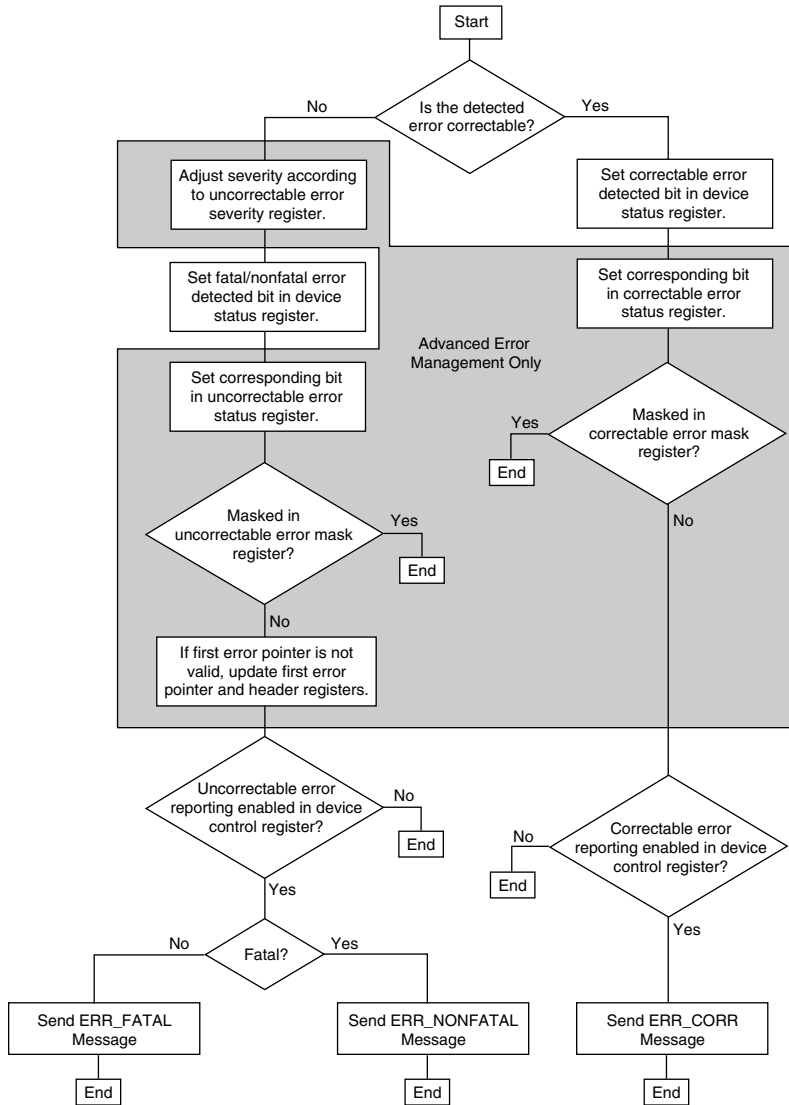 Start
Is the detected
error correctable?
No
Yes
Adjust severity according
to uncorrectable error
severity register.
Set correctable error
detected bit in device
status register.
Set fatal/nonfatal error
detected bit in device
status register.
Set corresponding bit
in correctable error
status register.
Advanced Error
Management Only
Set corresponding bit
in uncorrectable error
status register.
Masked in
correctable error mask
register?
Yes
End
No
Masked in
uncorrectable error mask
register?
Yes
End
No
If first error pointer is not
valid, update first error
pointer and header registers.
Uncorrectable error
reporting enabled in device
control register?
No
End
Yes
Correctable error
reporting enabled in device
control register?
No
End
Yes
Fatal?
No
Yes
Send ERR_FATAL
Message
End
Send ERR_NONFATAL
Message
End
Send ERR_CORR
Message
End